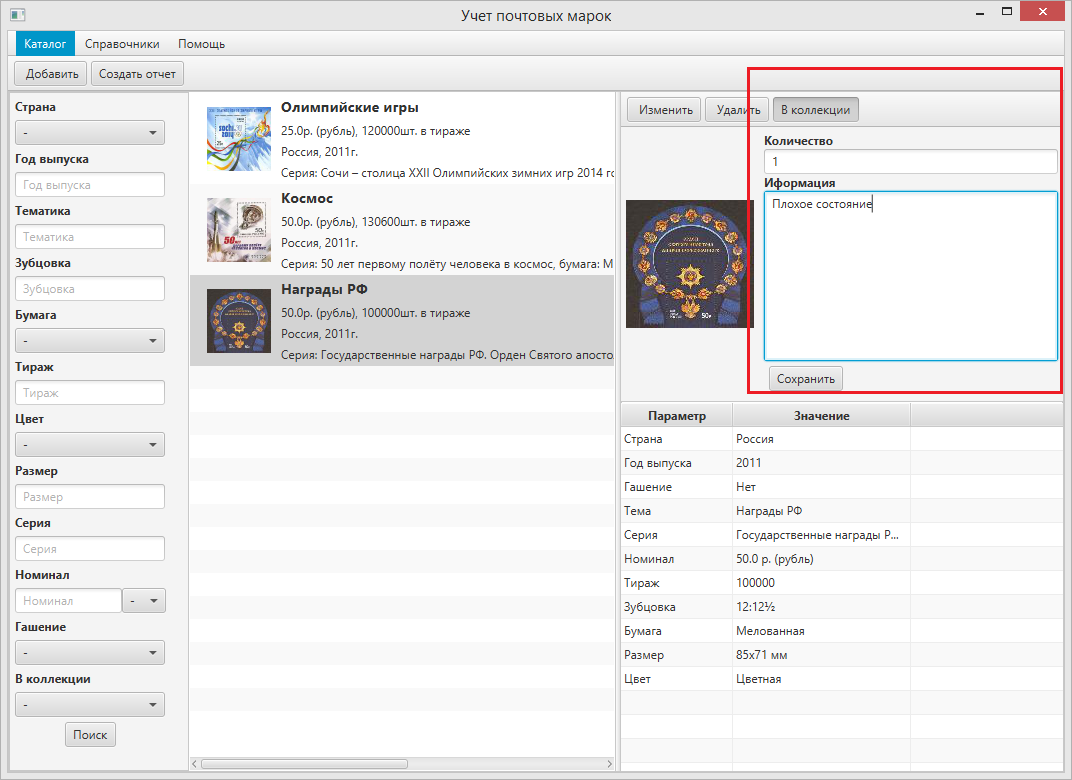 Учет почтовых марок
Каталог Справочники Помощь
Добавить Создать отчет
Страна
-
Год выпуска
Год выпуска
Тематика
Тематика
Зубцовка
Зубцовка
Бумага
-
Тираж
Тираж
Цвет
-
Размер
Размер
Серия
Серия
Номинал
Номинал -
Гашение
-
В коллекции
-
Поиск
Олимпийские игры
25.0р. (рубль), 120000шт. в тираже
Россия, 2011г.
Серия: Сочи – столица XXII Олимпийских зимних игр 2014 го
Космос
50.0р. (рубль), 130600шт. в тираже
Россия, 2011г.
Серия: 50 лет первому полёту человека в космос, бумага: М
Награды РФ
50.0р. (рубль), 100000шт. в тираже
Россия, 2011г.
Серия: Государственные награды РФ. Орден Святого апосто
Изменить Удалить В коллекции
Количество
1
Иформация
Плохое состояние
Сохранить
Параметр Значение
Страна Россия
Год выпуска 2011
Гашение Нет
Тема Награды РФ
Серия Государственные награды Р...
Номинал 50.0 р. (рубль)
Тираж 100000
Зубцовка 12:12½
Бумага Мелованная
Размер 85x71 мм
Цвет Цветная